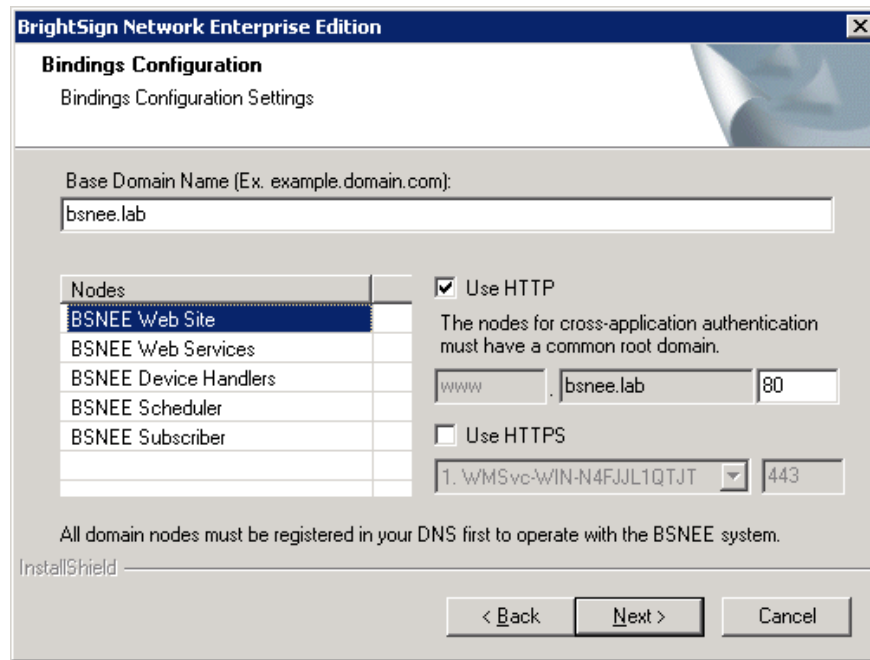 BrightSign Network Enterprise Edition
Bindings Configuration
Bindings Configuration Settings
Base Domain Name (Ex. example.domain.com):
bsnee.lab
Nodes
BSNEE Web Site
BSNEE Web Services
BSNEE Device Handlers
BSNEE Scheduler
BSNEE Subscriber
Use HTTP
The nodes for cross-application authentication
must have a common root domain.
www . bsnee.lab 80
Use HTTPS
1. WMSvc-WIN-N4FJJL1QTJT 443
All domain nodes must be registered in your DNS first to operate with the BSNEE system.
InstallShield
< Back Next > Cancel